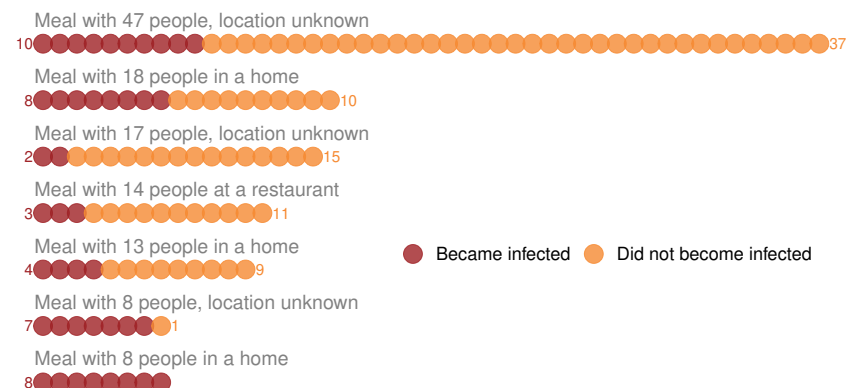 Meal with 47 people, location unknown
10 37
Meal with 18 people in a home
8 10
Meal with 17 people, location unknown
2 15
Meal with 14 people at a restaurant
3 11
Meal with 13 people in a home
4 9
Became infected Did not become infected
Meal with 8 people, location unknown
7 1
Meal with 8 people in a home
8